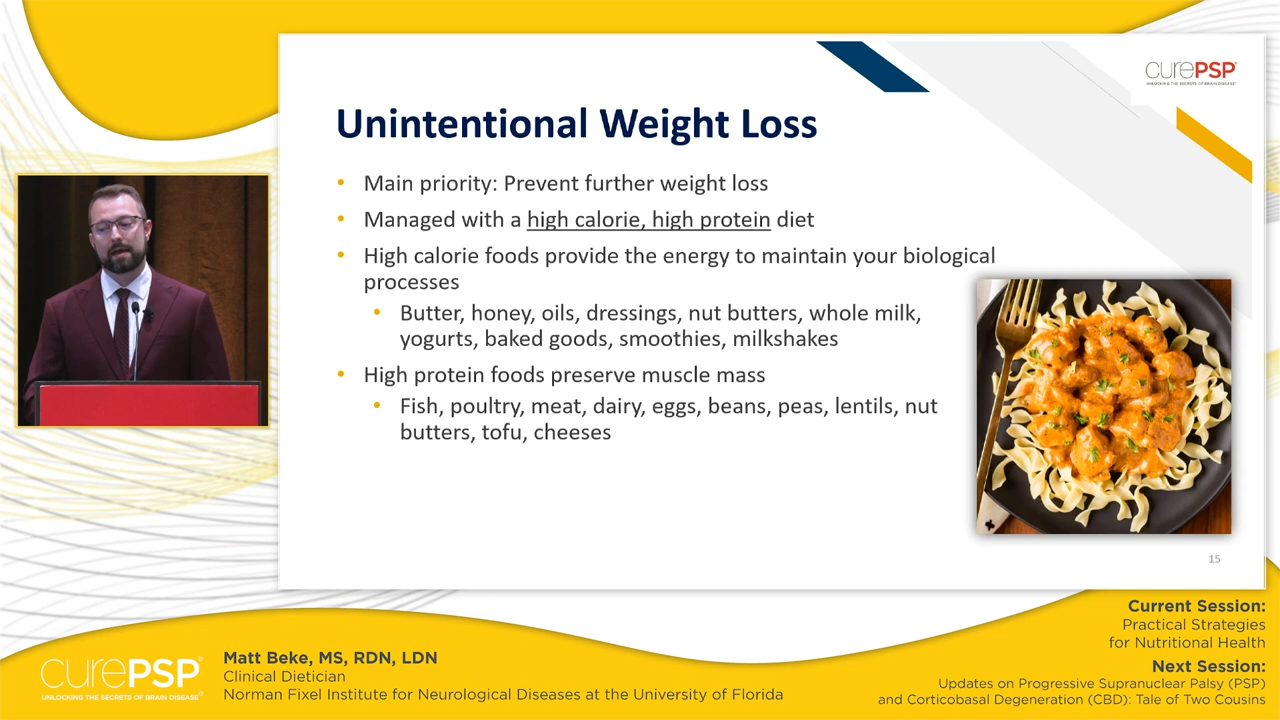 curePSP
UNLOCKING THE SECRETS OF BRAIN DISEASE
Unintentional Weight Loss
• Main priority: Prevent further weight loss
• Managed with a high calorie, high protein diet
• High calorie foods provide the energy to maintain your biological
processes
• Butter, honey, oils, dressings, nut butters, whole milk,
yogurts, baked goods, smoothies, milkshakes
• High protein foods preserve muscle mass
• Fish, poultry, meat, dairy, eggs, beans, peas, lentils, nut
butters, tofu, cheeses
15
curePSP®
UNLOCKING THE SECRETS OF BRAIN DISEASE®
Matt Beke, MS, RDN, LDN
Clinical Dietician
Norman Fixel Institute for Neurological Diseases at the University of Florida
Current Session:
Practical Strategies
for Nutritional Health
Next Session:
Updates on Progressive Supranuclear Palsy (PSP)
and Corticobasal Degeneration (CBD): Tale of Two Cousins